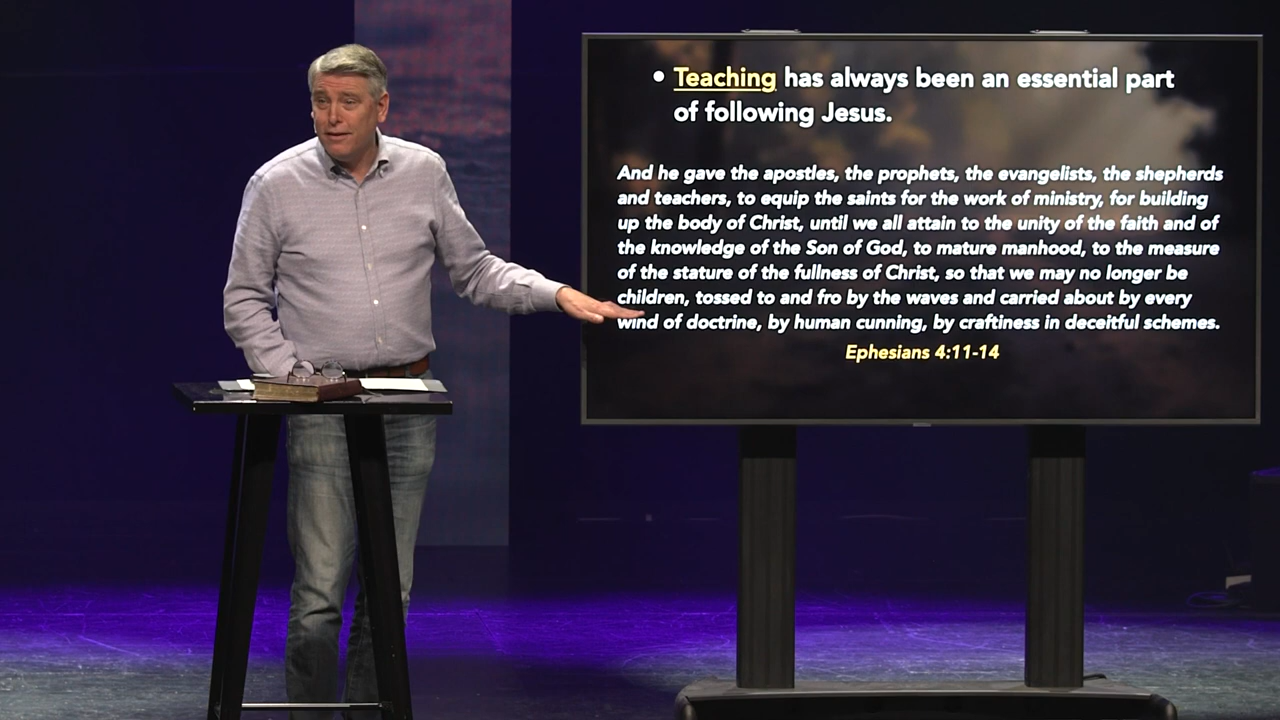 • Teaching has always been an essential part
of following Jesus.
And he gave the apostles, the prophets, the evangelists, the shepherds
and teachers, to equip the saints for the work of ministry, for building
up the body of Christ, until we all attain to the unity of the faith and of
the knowledge of the Son of God, to mature manhood, to the measure
of the stature of the fullness of Christ, so that we may no longer be
children, tossed to and fro by the waves and carried about by every
wind of doctrine, by human cunning, by craftiness in deceitful schemes.
Ephesians 4:11-14